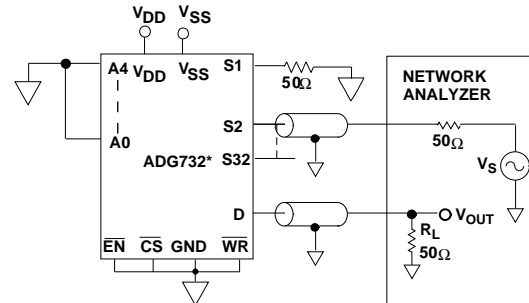 VDD VSS
A4 VDD VSS S1
50Ω
NETWORK
ANALYZER
S2
50Ω
VS
A0
ADG732* S32
D
VOUT
RL
50Ω
EN CS GND WR